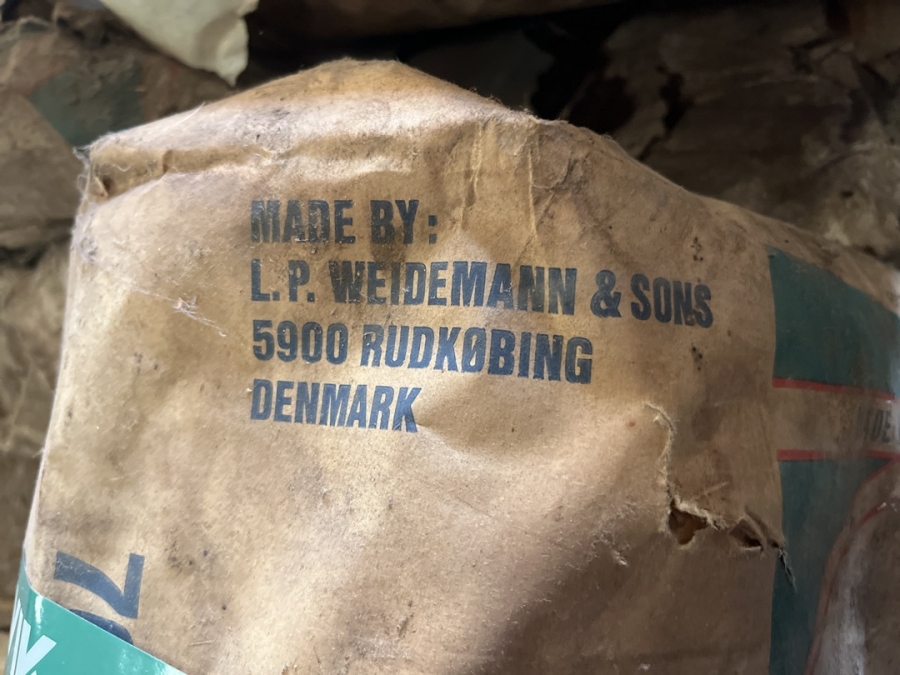 MADE BY:
L.P. WEIDEMANN & SONS
5900 RUDKØBING
DENMARK